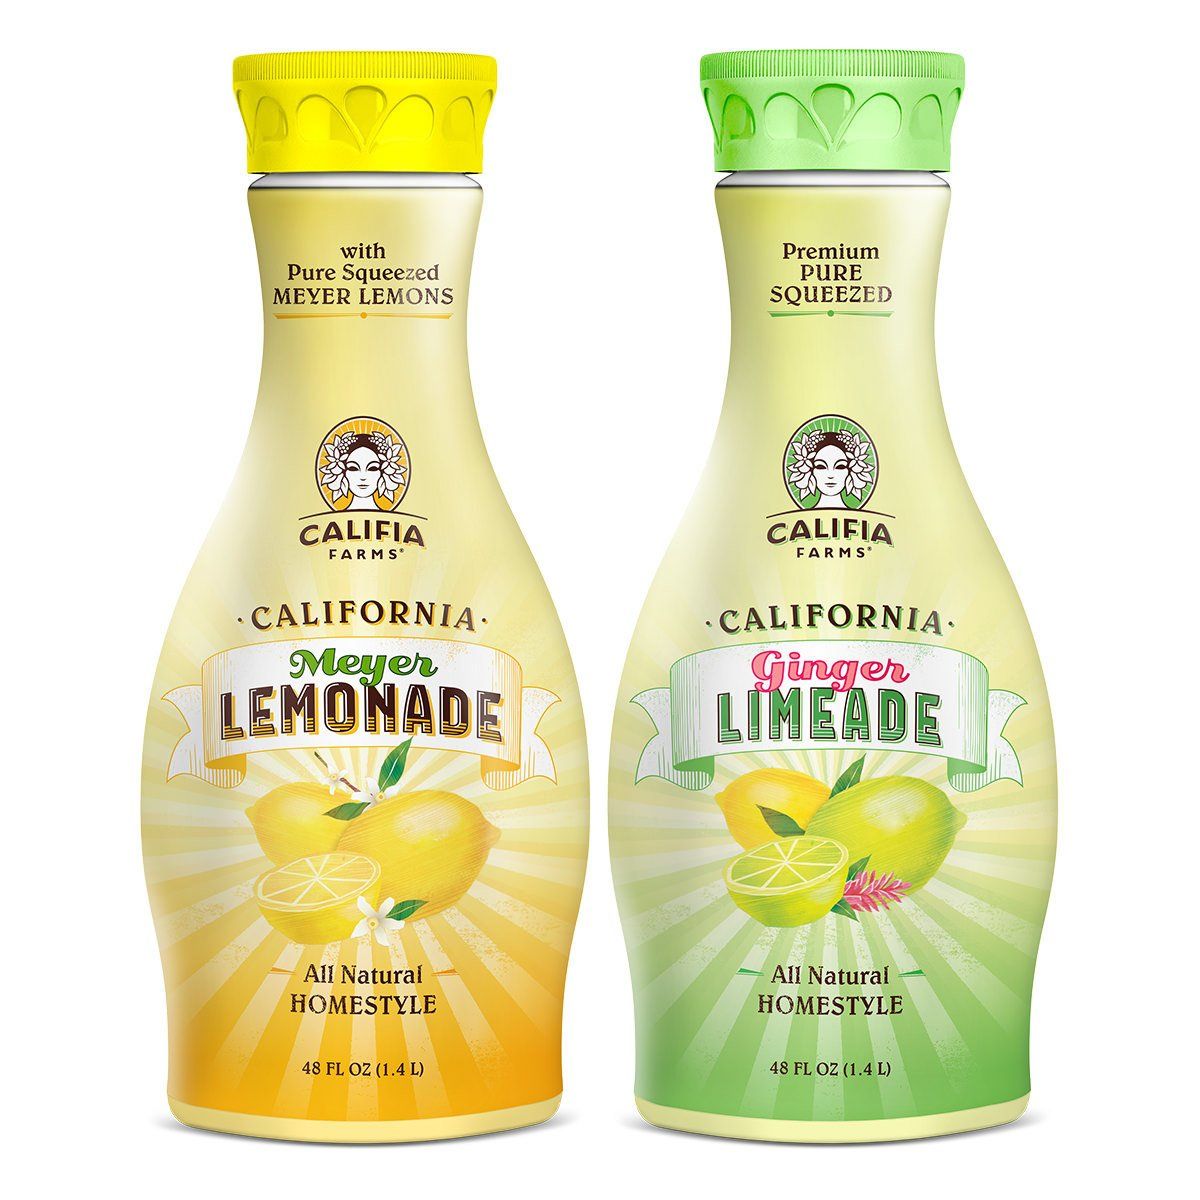 with
Pure Squeezed
MEYER LEMONS
CALIFIA
FARMS®
· CALIFORNIA ·
Meyer
LEMONADE
All Natural
HOMESTYLE
48 FL OZ (1.4 L)
Premium
PURE
SQUEEZED
CALIFIA
FARMS®
· CALIFORNIA ·
Ginger
LIMEADE
All Natural
HOMESTYLE
48 FL OZ (1.4 L)